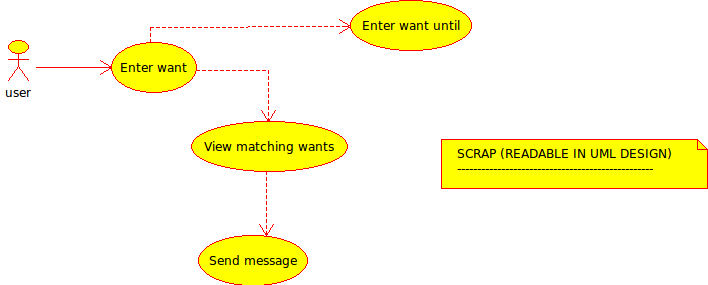 Enter want until
Enter want
user
View matching wants
SCRAP (READABLE IN UML DESIGN)
-------------------------------------------------
Send message